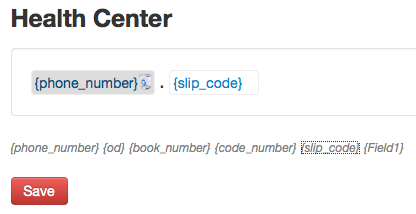 Health Center
{phone_number} . {slip_code}
{phone_number} {od} {book_number} {code_number} {slip_code} {Field1}
Save